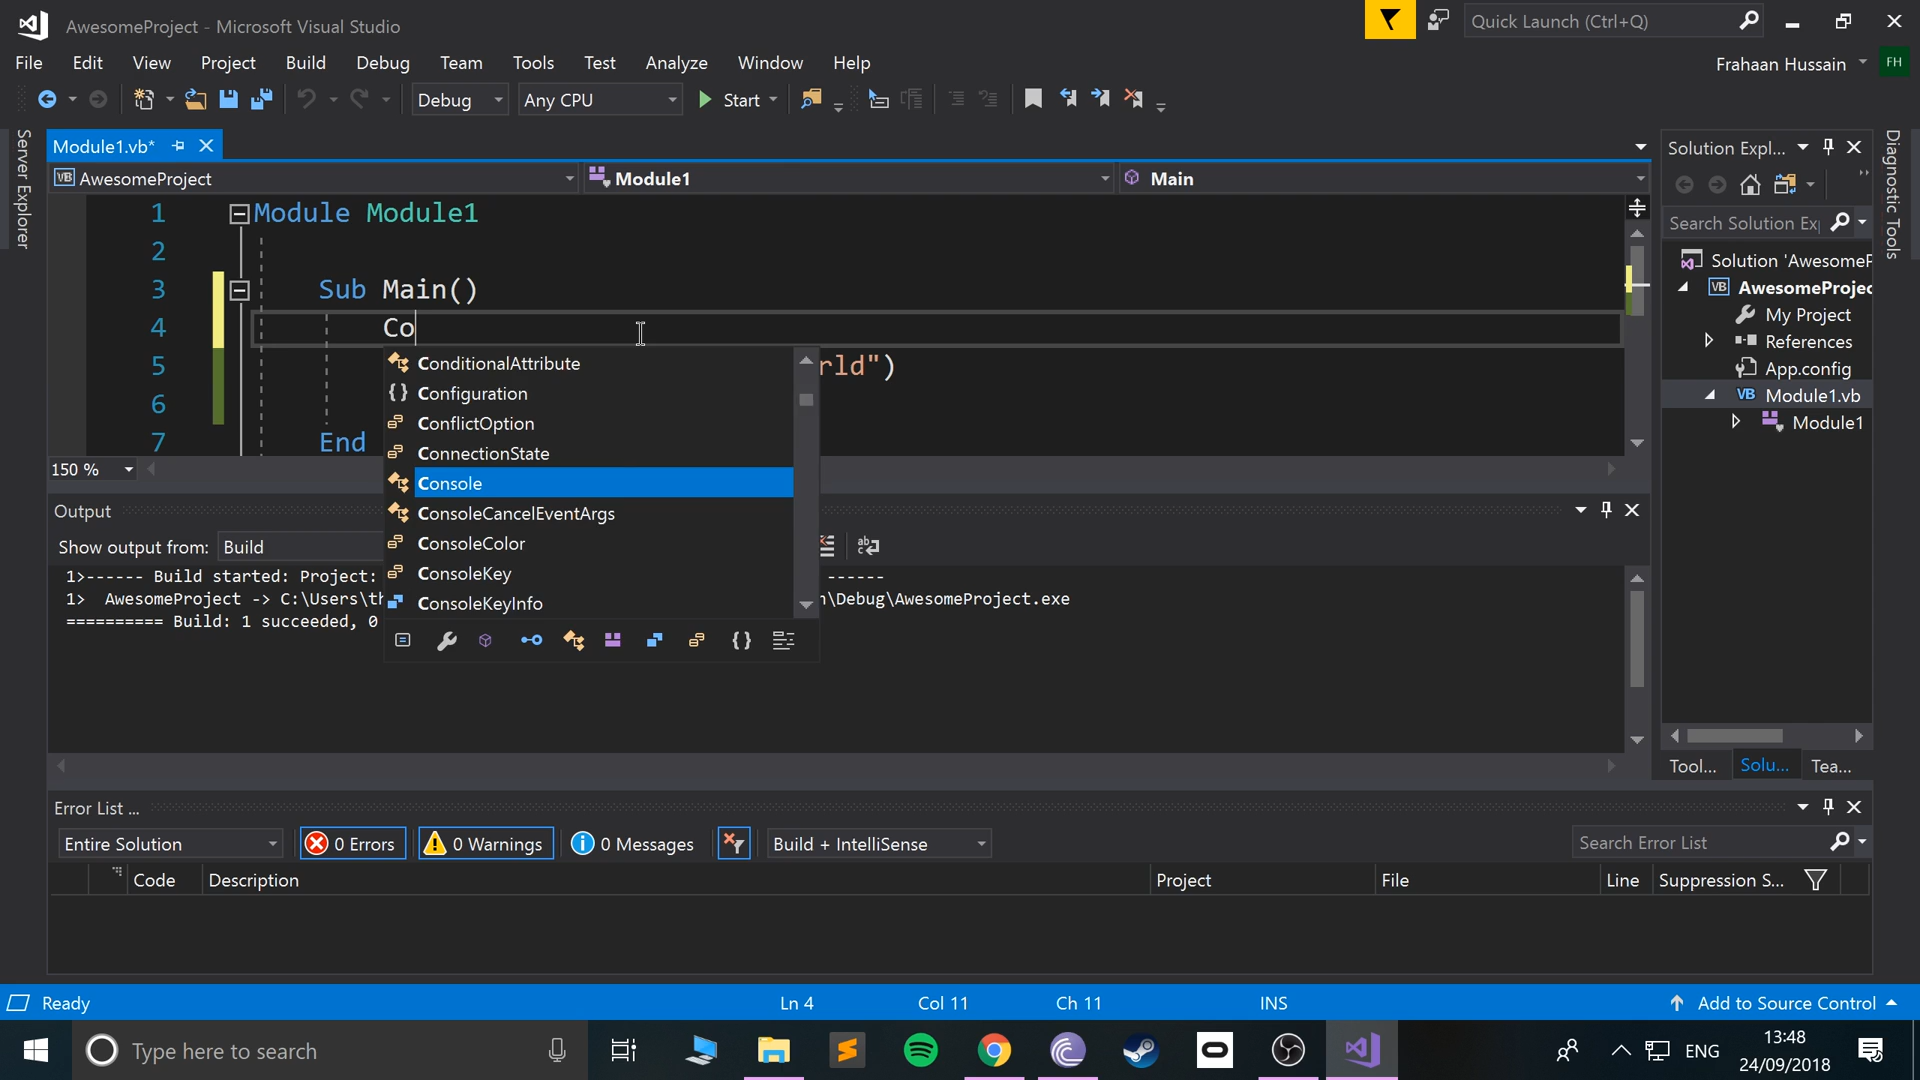 AwesomeProject - Microsoft Visual Studio
Quick Launch (Ctrl+Q)
File Edit View Project Build Debug Team Tools Test Analyze Window Help
Frahaan Hussain FH
Debug Any CPU Start
Server Explorer
Module1.vb*
VB AwesomeProject Module1 Main
1 Module Module1
2
3 Sub Main()
4 Co
5 rld")
6
7 End
ConditionalAttribute
Configuration
ConflictOption
ConnectionState
Console
ConsoleCancelEventArgs
ConsoleColor
ConsoleKey
ConsoleKeyInfo
150 %
Output
Show output from: Build
1>------ Build started: Project: ------
1> AwesomeProject -> C:\Users\th \Debug\AwesomeProject.exe
========== Build: 1 succeeded, 0
Solution Expl...
Search Solution Ex
Solution 'AwesomeP
VB AwesomeProjec
My Project
References
App.config
VB Module1.vb
Module1
Tool... Solu... Tea...
Diagnostic Tools
Error List ...
Entire Solution 0 Errors 0 Warnings 0 Messages Build + IntelliSense
Search Error List
Code Description Project File Line Suppression S...
Ready Ln 4 Col 11 Ch 11 INS Add to Source Control
Type here to search
ENG
13:48
24/09/2018